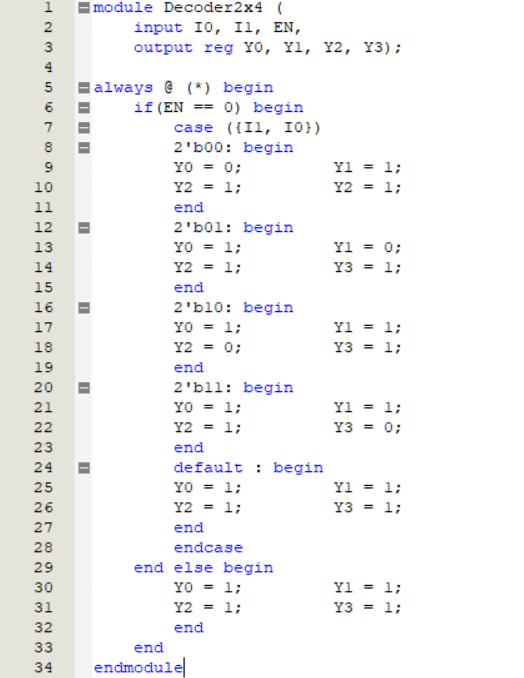 1 module Decoder2x4 (
2 input I0, I1, EN,
3 output reg Y0, Y1, Y2, Y3);
4
5 always @ (*) begin
6 if(EN == 0) begin
7 case ({I1, I0})
8 2'b00: begin
9 Y0 = 0; Y1 = 1;
10 Y2 = 1; Y2 = 1;
11 end
12 2'b01: begin
13 Y0 = 1; Y1 = 0;
14 Y2 = 1; Y3 = 1;
15 end
16 2'b10: begin
17 Y0 = 1; Y1 = 1;
18 Y2 = 0; Y3 = 1;
19 end
20 2'b11: begin
21 Y0 = 1; Y1 = 1;
22 Y2 = 1; Y3 = 0;
23 end
24 default : begin
25 Y0 = 1; Y1 = 1;
26 Y2 = 1; Y3 = 1;
27 end
28 endcase
29 end else begin
30 Y0 = 1; Y1 = 1;
31 Y2 = 1; Y3 = 1;
32 end
33 end
34 endmodule